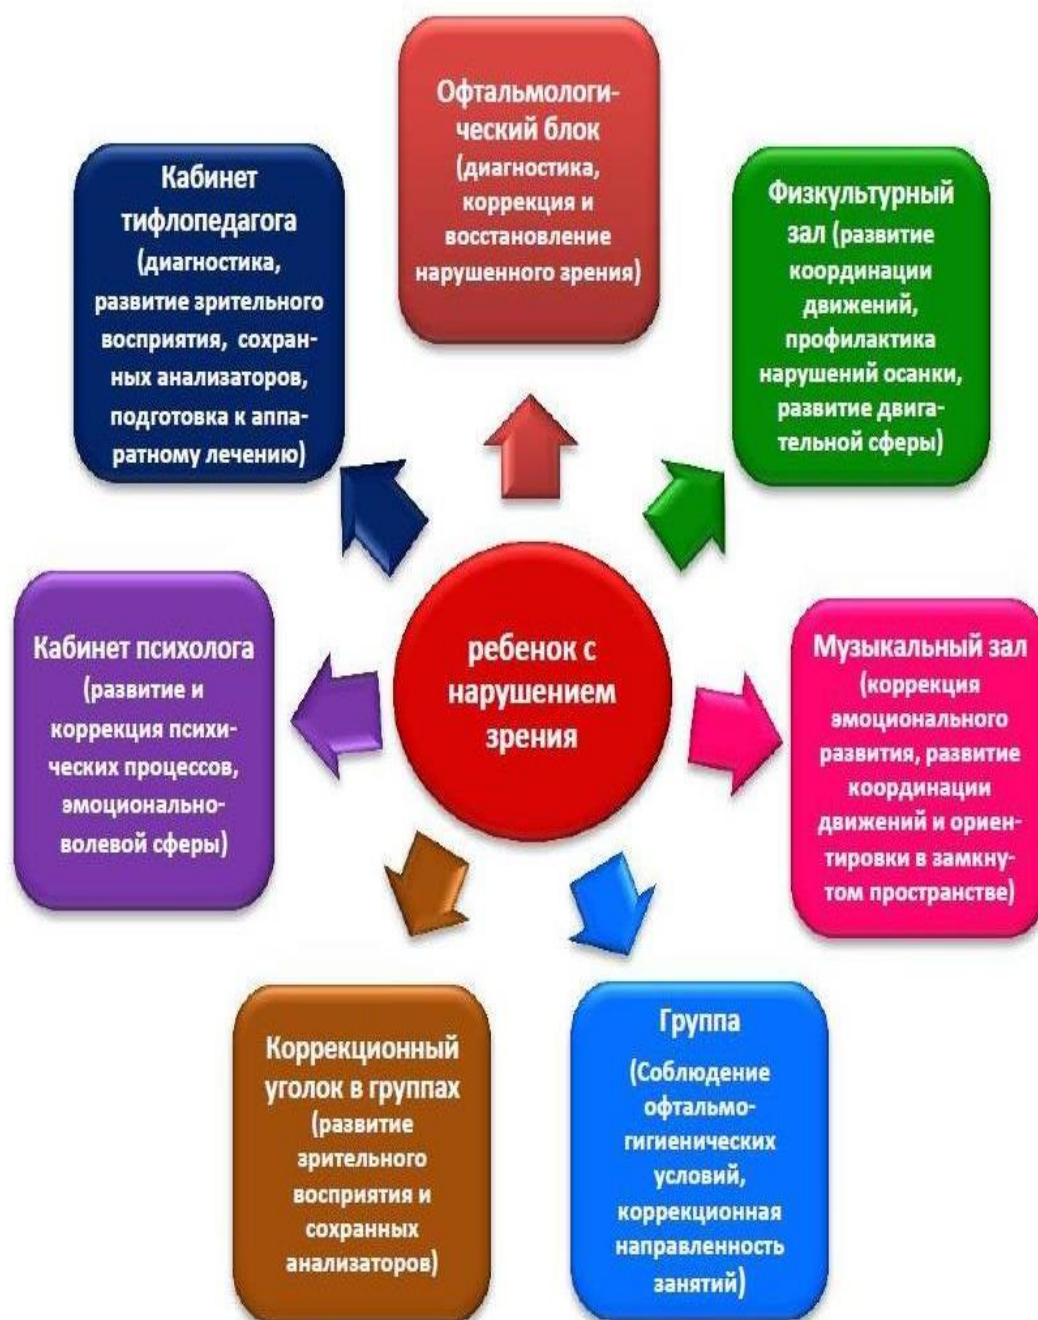 Офтальмологи-
ческий блок
(диагностика,
коррекция и
восстановление
нарушенного зрения)
Кабинет
тифлопедагога
(диагностика,
развитие зрительного
восприятия, сохран-
ных анализаторов,
подготовка к аппа-
ратному лечению)
Физкультурный
зал (развитие
координации
движений,
профилактика
нарушений осанки,
развитие двига-
тельной сферы)
Кабинет психолога
(развитие и
коррекция психи-
ческих процессов,
эмоционально-
волевой сферы)
ребенок с
нарушением
зрения
Музыкальный зал
(коррекция
эмоционального
развития, развитие
координации
движений и ориен-
тировки в замкну-
том пространстве)
Коррекционный
уголок в группах
(развитие
зрительного
восприятия и
сохранных
анализаторов)
Группа
(Соблюдение
офтальмо-
гигиенических
условий,
коррекционная
направленность
занятий)